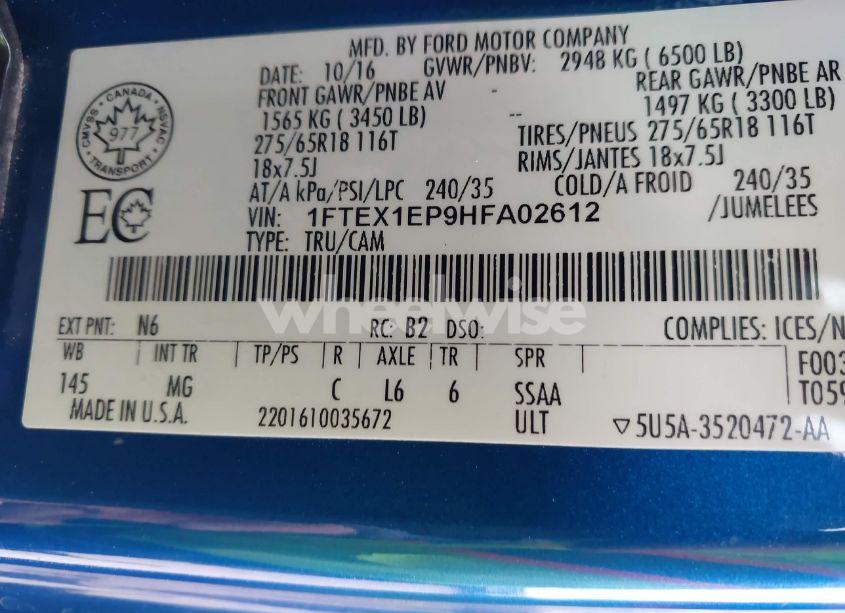 MFD. BY FORD MOTOR COMPANY
DATE: 10/16 GVWR/PNBV: 2948 KG ( 6500 LB)
FRONT GAWR/PNBE AV - REAR GAWR/PNBE AR
1565 KG ( 3450 LB) -- 1497 KG ( 3300 LB)
275/65R18 116T TIRES/PNEUS 275/65R18 116T
18x7.5J RIMS/JANTES 18x7.5J
AT/A kPa/PSI/LPC 240/35 COLD/A FROID 240/35
VIN: 1FTEX1EP9HFA02612 /JUMELEES
TYPE: TRU/CAM
CANADA
CMVSS
NSVAC
977
TRANSPORT
EC
wheelwise
EXT PNT: N6 RC: B2 DSO: COMPLIES: ICES/N
WB INT TR TP/PS R AXLE TR SPR F003
145 MG C L6 6 SSAA T059
MADE IN U.S.A. 2201610035672 ULT ▽5U5A-3520472-AA